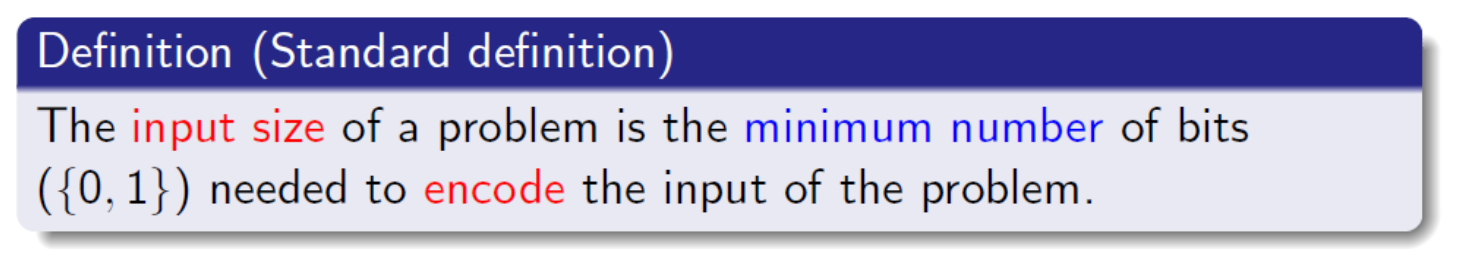 Definition (Standard definition)
The input size of a problem is the minimum number of bits
({0, 1}) needed to encode the input of the problem.